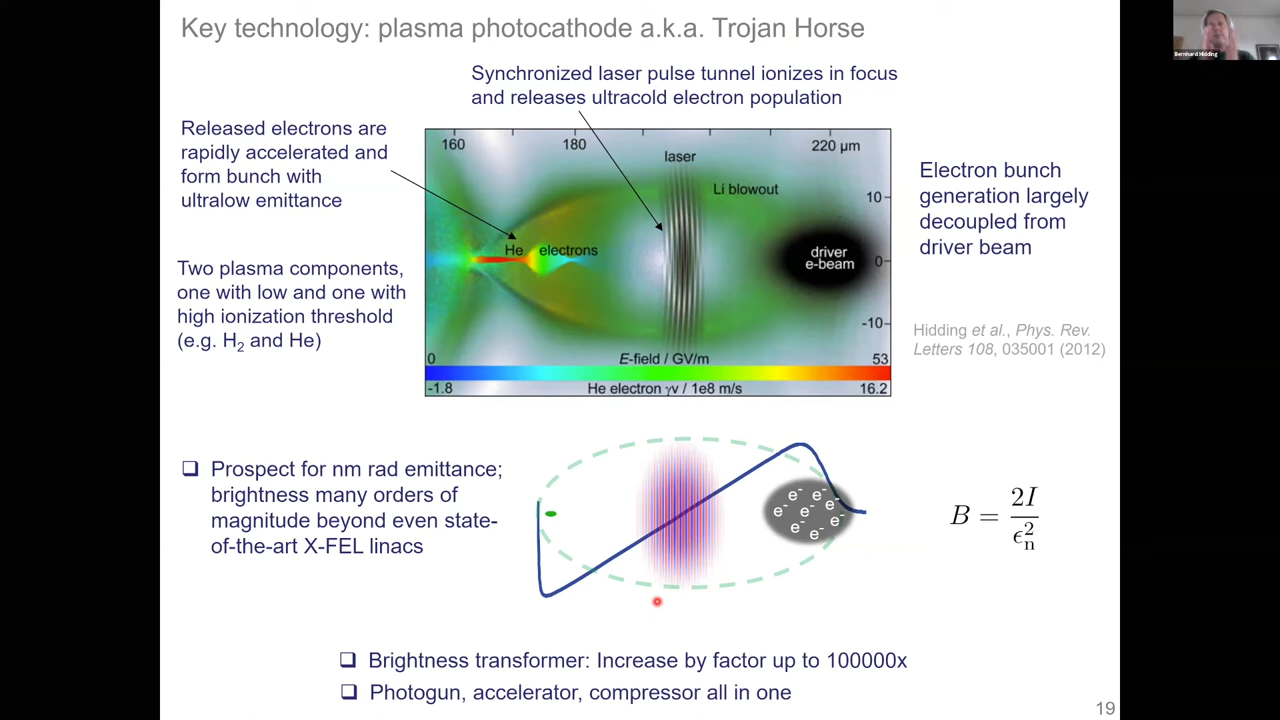 Key technology: plasma photocathode a.k.a. Trojan Horse
Bernhard Hidding
Synchronized laser pulse tunnel ionizes in focus
and releases ultracold electron population
Released electrons are
rapidly accelerated and
form bunch with
ultralow emittance
Two plasma components,
one with low and one with
high ionization threshold
(e.g. H₂ and He)
160 180 220 µm
laser
Li blowout
10
He electrons
driver
e-beam
0
-10
0 E-field / GV/m 53
-1.8 He electron γv / 1e8 m/s 16.2
Electron bunch
generation largely
decoupled from
driver beam
Hidding et al., Phys. Rev.
Letters 108, 035001 (2012)
❑ Prospect for nm rad emittance;
brightness many orders of
magnitude beyond even state-
of-the-art X-FEL linacs
e⁻ e⁻
e⁻ e⁻ e⁻
e⁻ e⁻
B = 2I / ϵₙ²
❑ Brightness transformer: Increase by factor up to 100000x
❑ Photogun, accelerator, compressor all in one
19